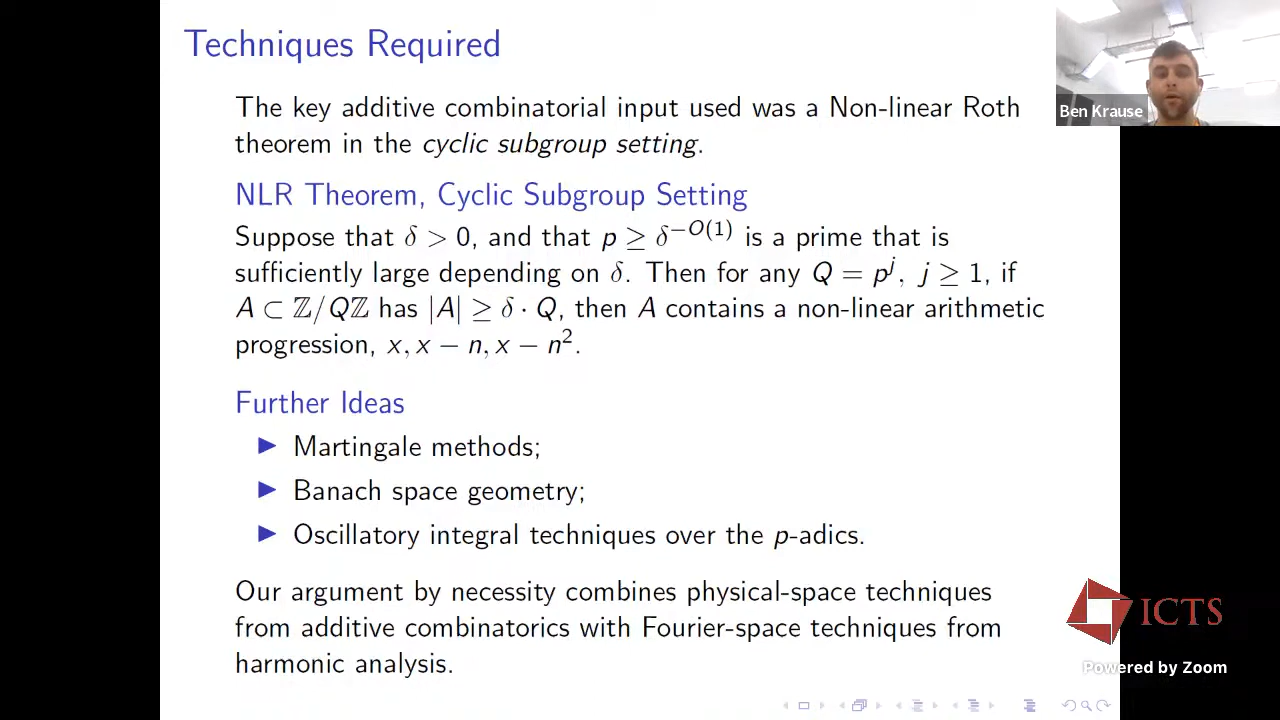 Techniques Required
Ben Krause
The key additive combinatorial input used was a Non-linear Roth
theorem in the cyclic subgroup setting.
NLR Theorem, Cyclic Subgroup Setting
Suppose that δ > 0, and that p ≥ δ^{−O(1)} is a prime that is
sufficiently large depending on δ. Then for any Q = p^j, j ≥ 1, if
A ⊂ ℤ/Qℤ has |A| ≥ δ · Q, then A contains a non-linear arithmetic
progression, x, x − n, x − n².
Further Ideas
▶ Martingale methods;
▶ Banach space geometry;
▶ Oscillatory integral techniques over the p-adics.
Our argument by necessity combines physical-space techniques
from additive combinatorics with Fourier-space techniques from
harmonic analysis.
ICTS
Powered by Zoom